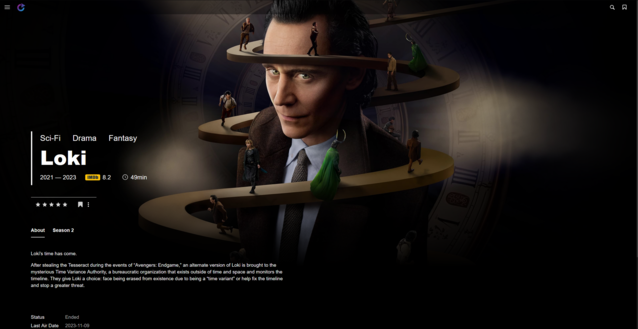 Sci-Fi Drama Fantasy
Loki
2021 — 2023 IMDb 8.2 49min
About Season 2
Loki's time has come.
After stealing the Tesseract during the events of "Avengers: Endgame," an alternate version of Loki is brought to the
mysterious Time Variance Authority, a bureaucratic organization that exists outside of time and space and monitors the
timeline. They give Loki a choice: face being erased from existence due to being a "time variant" or help fix the timeline
and stop a greater threat.
Status Ended
Last Air Date 2023-11-09